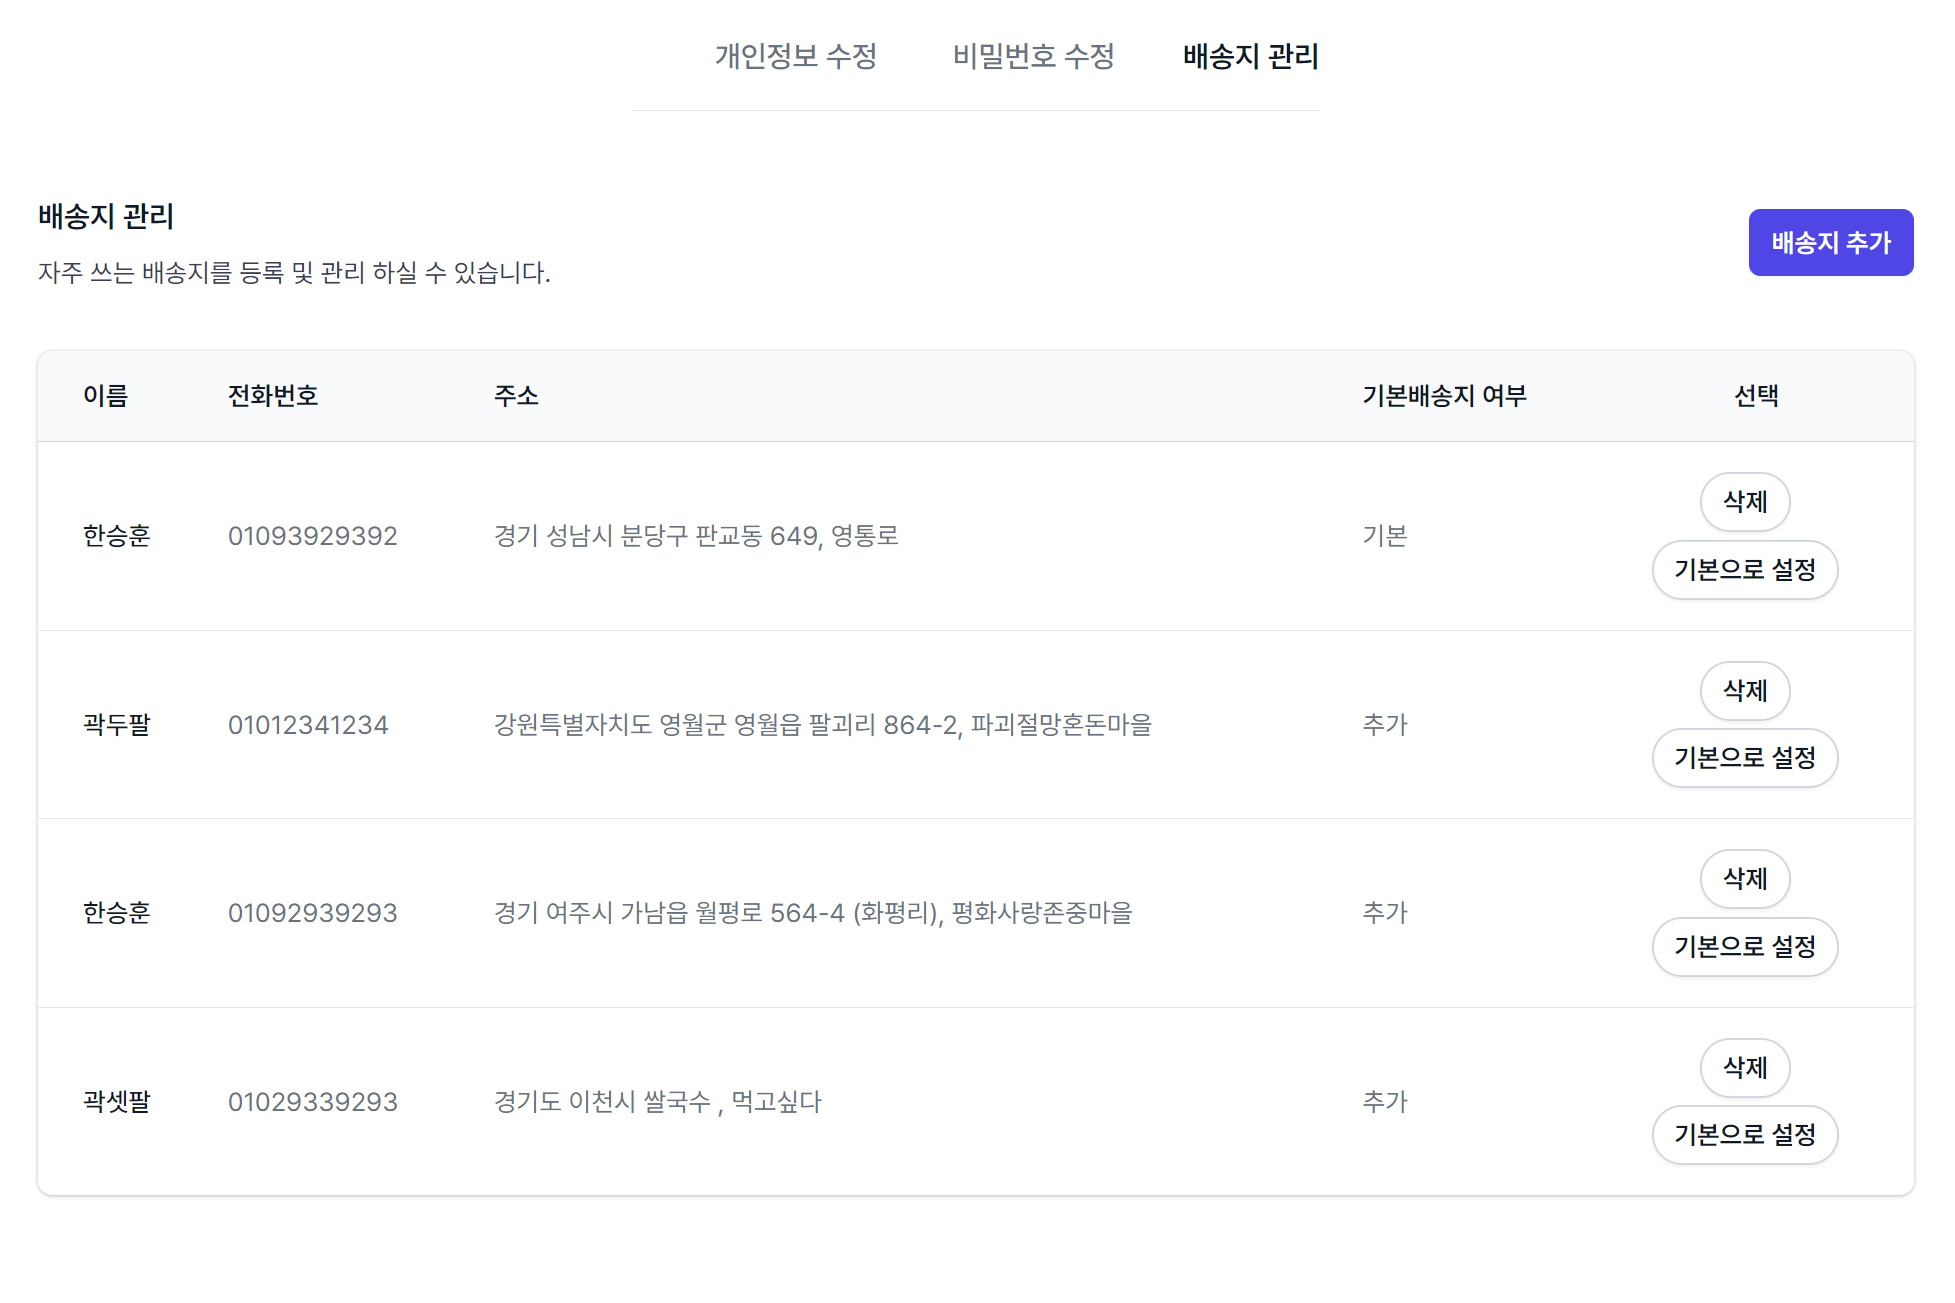 개인정보 수정 비밀번호 수정 배송지 관리
배송지 관리
자주 쓰는 배송지를 등록 및 관리 하실 수 있습니다.
배송지 추가
이름 전화번호 주소 기본배송지 여부 선택
한승훈 01093929392 경기 성남시 분당구 판교동 649, 영통로 기본
삭제
기본으로 설정
곽두팔 01012341234 강원특별자치도 영월군 영월읍 팔괴리 864-2, 파괴절망혼돈마을 추가
삭제
기본으로 설정
한승훈 01092939293 경기 여주시 가남읍 월평로 564-4 (화평리), 평화사랑존중마을 추가
삭제
기본으로 설정
곽셋팔 01029339293 경기도 이천시 쌀국수 , 먹고싶다 추가
삭제
기본으로 설정